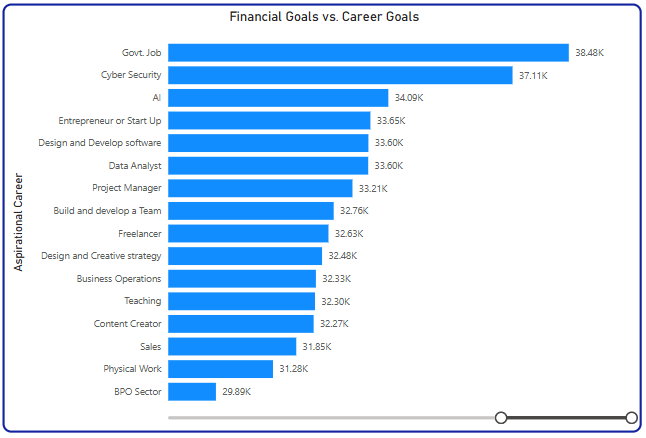 Financial Goals vs. Career Goals
Aspirational Career
Govt. Job 38.48K
Cyber Security 37.11K
AI 34.09K
Entrepreneur or Start Up 33.65K
Design and Develop software 33.60K
Data Analyst 33.60K
Project Manager 33.21K
Build and develop a Team 32.76K
Freelancer 32.63K
Design and Creative strategy 32.48K
Business Operations 32.33K
Teaching 32.30K
Content Creator 32.27K
Sales 31.85K
Physical Work 31.28K
BPO Sector 29.89K